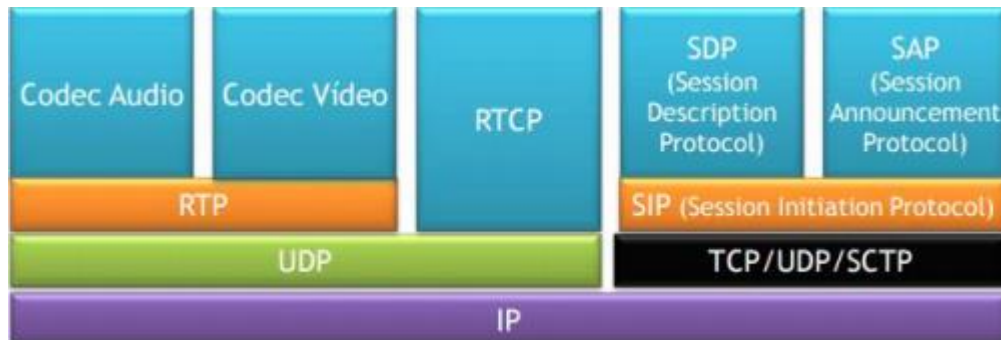 Codec Audio
Codec Vídeo
RTCP
SDP
(Session
Description
Protocol)
SAP
(Session
Announcement
Protocol)
RTP
SIP (Session Initiation Protocol)
UDP
TCP/UDP/SCTP
IP